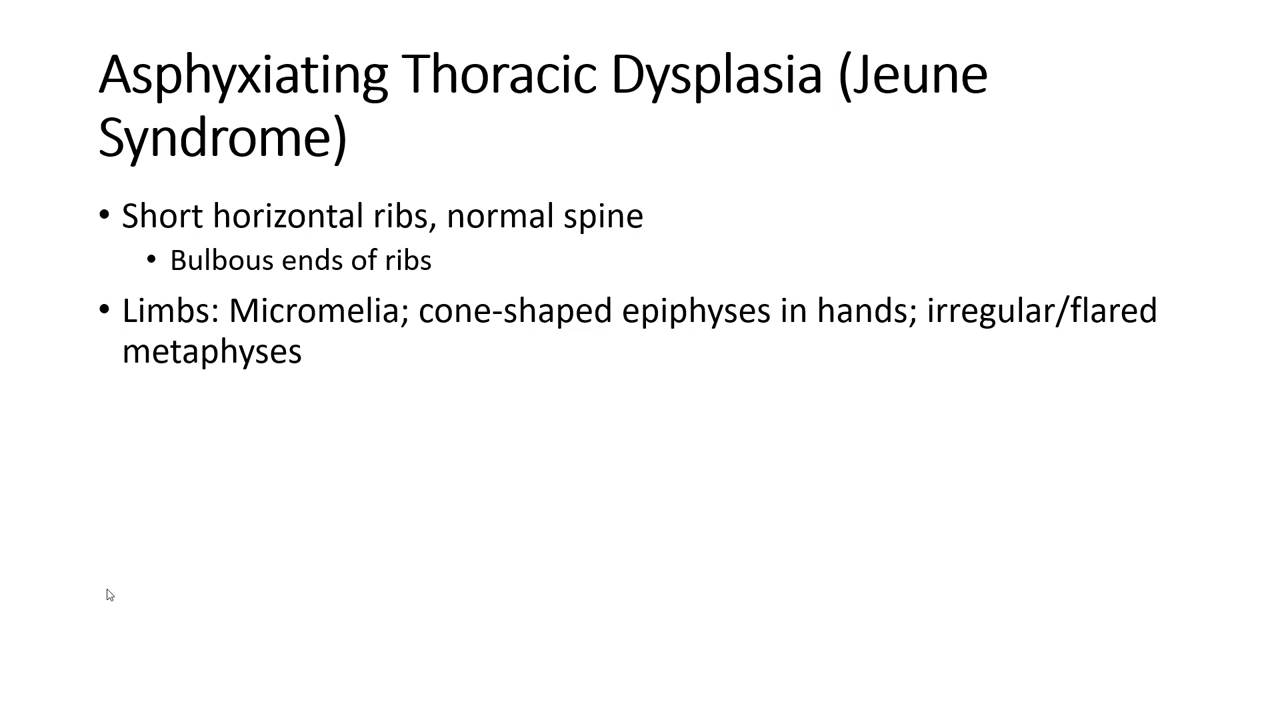 Asphyxiating Thoracic Dysplasia (Jeune
Syndrome)
• Short horizontal ribs, normal spine
• Bulbous ends of ribs
• Limbs: Micromelia; cone-shaped epiphyses in hands; irregular/flared
metaphyses